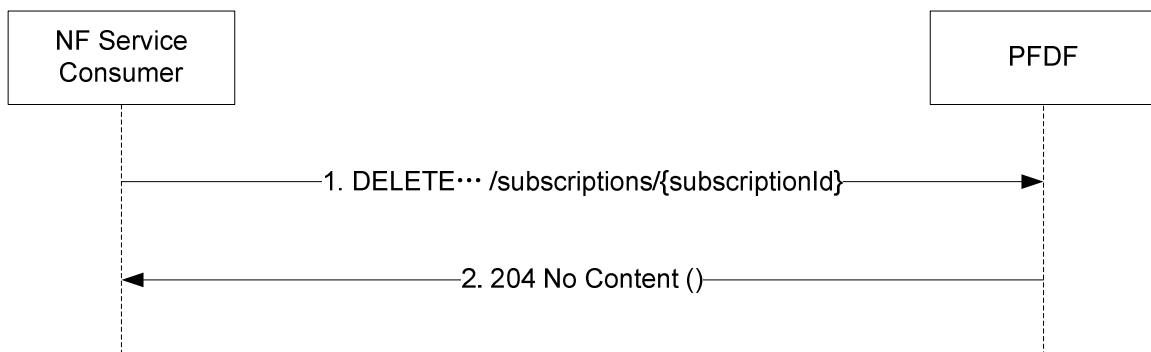 NF Service
Consumer
PFDF
1. DELETE··· /subscriptions/{subscriptionId}
2. 204 No Content ()